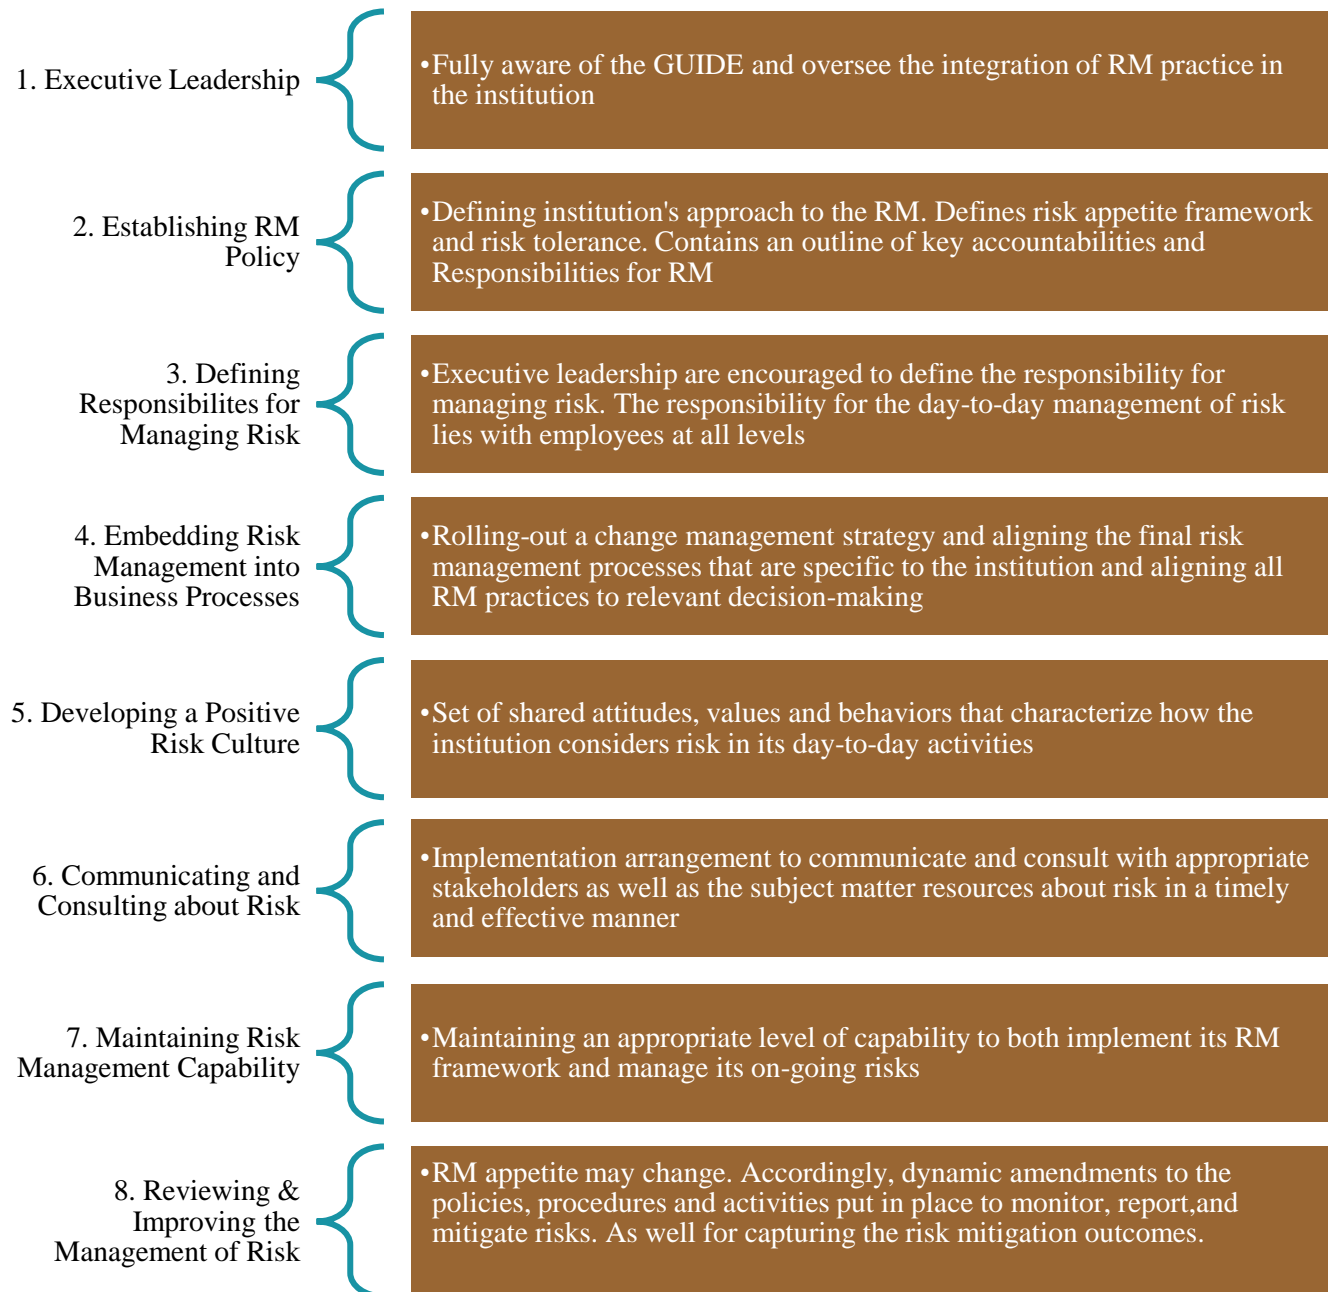 1. Executive Leadership
•Fully aware of the GUIDE and oversee the integration of RM practice in
the institution
2. Establishing RM
Policy
•Defining institution's approach to the RM. Defines risk appetite framework
and risk tolerance. Contains an outline of key accountabilities and
Responsibilities for RM
3. Defining
Responsibilites for
Managing Risk
•Executive leadership are encouraged to define the responsibility for
managing risk. The responsibility for the day-to-day management of risk
lies with employees at all levels
4. Embedding Risk
Management into
Business Processes
•Rolling-out a change management strategy and aligning the final risk
management processes that are specific to the institution and aligning all
RM practices to relevant decision-making
5. Developing a Positive
Risk Culture
•Set of shared attitudes, values and behaviors that characterize how the
institution considers risk in its day-to-day activities
6. Communicating and
Consulting about Risk
•Implementation arrangement to communicate and consult with appropriate
stakeholders as well as the subject matter resources about risk in a timely
and effective manner
7. Maintaining Risk
Management Capability
•Maintaining an appropriate level of capability to both implement its RM
framework and manage its on-going risks
8. Reviewing &
Improving the
Management of Risk
•RM appetite may change. Accordingly, dynamic amendments to the
policies, procedures and activities put in place to monitor, report,and
mitigate risks. As well for capturing the risk mitigation outcomes.